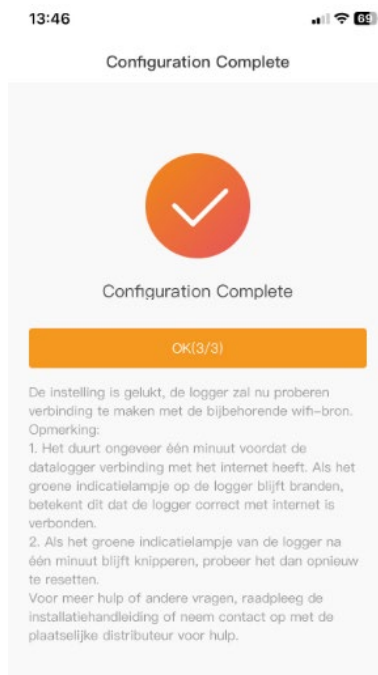 13:46
69
Configuration Complete
Configuration Complete
OK(3/3)
De instelling is gelukt, de logger zal nu proberen
verbinding te maken met de bijbehorende wifi-bron.
Opmerking:
1. Het duurt ongeveer één minuut voordat de
datalogger verbinding met het internet heeft. Als het
groene indicatielampje op de logger blijft branden,
betekent dit dat de logger correct met internet is
verbonden.
2. Als het groene indicatielampje van de logger na
één minuut blijft knipperen, probeer het dan opnieuw
te resetten.
Voor meer hulp of andere vragen, raadpleeg de
installatiehandleiding of neem contact op met de
plaatselijke distributeur voor hulp.